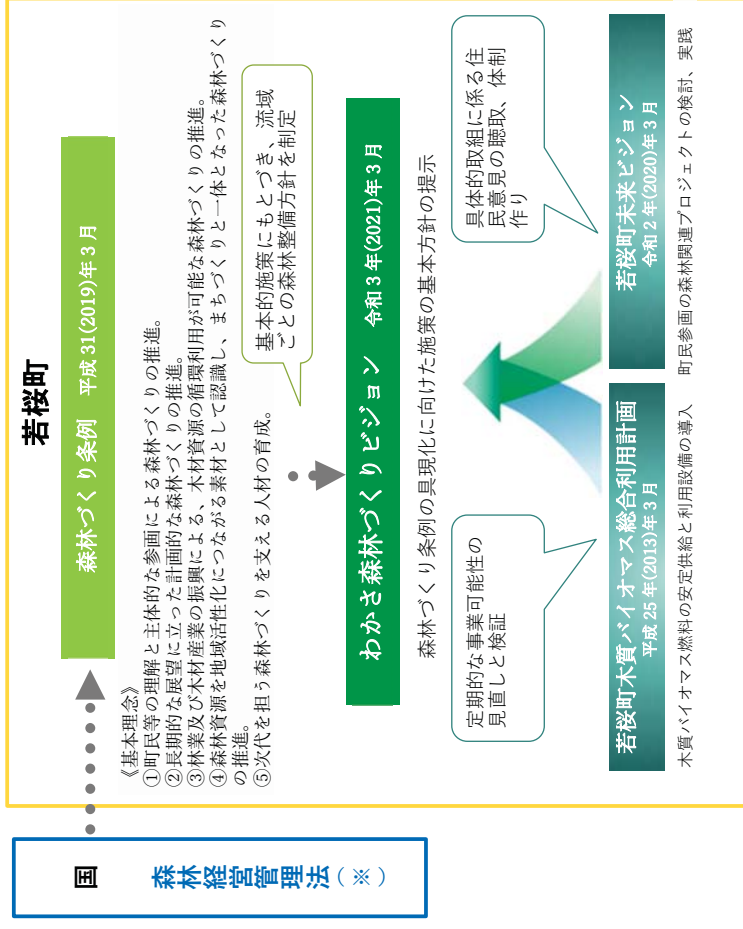 国
森林経営管理法（※）
若桜町
森林づくり条例　平成 31(2019)年 3 月
《基本理念》
①町民等の理解と主体的な参画による森林づくりの推進。
②長期的な展望に立った計画的な森林づくりの推進。
③林業及び木材産業の振興による、木材資源の循環利用が可能な森林づくりの推進。
④森林資源を地域活性化につながる素材として認識し、まちづくりと一体となった森林づくり
の推進。
⑤次代を担う森林づくりを支える人材の育成。
基本的施策にもとづき、流域
ごとの森林整備方針を制定
わかさ森林づくりビジョン　令和 3 年(2021)年 3 月
森林づくり条例の具現化に向けた施策の基本方針の提示
定期的な事業可能性の
見直しと検証
具体的取組に係る住
民意見の聴取、体制
作り
若桜町木質バイオマス総合利用計画
平成 25 年(2013)年 3 月
木質バイオマス燃料の安定供給と利用設備の導入
若桜町未来ビジョン
令和 2 年(2020)年 3 月
町民参画の森林関連プロジェクトの検討、実践